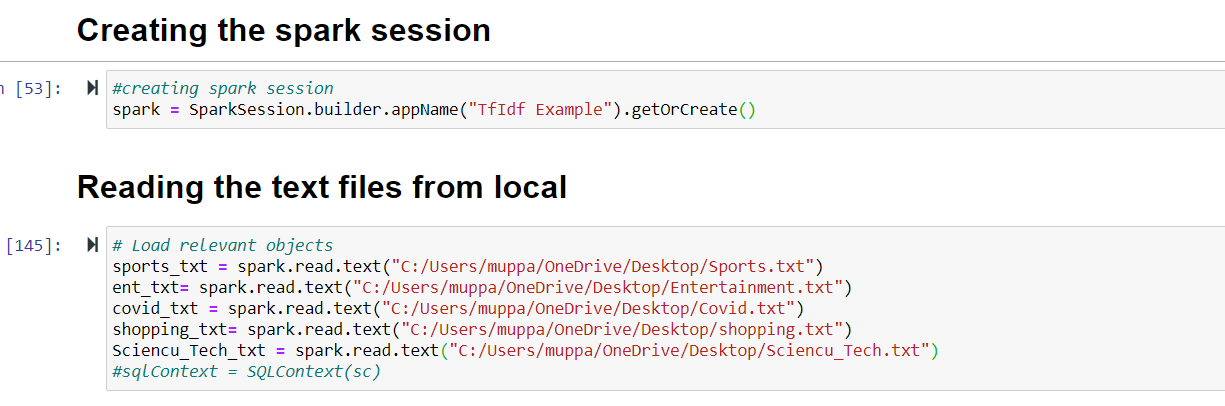 Creating the spark session
[53]:
#creating spark session
spark = SparkSession.builder.appName("TfIdf Example").getOrCreate()
Reading the text files from local
[145]:
# Load relevant objects
sports_txt = spark.read.text("C:/Users/muppa/OneDrive/Desktop/Sports.txt")
ent_txt= spark.read.text("C:/Users/muppa/OneDrive/Desktop/Entertainment.txt")
covid_txt = spark.read.text("C:/Users/muppa/OneDrive/Desktop/Covid.txt")
shopping_txt= spark.read.text("C:/Users/muppa/OneDrive/Desktop/shopping.txt")
Sciencu_Tech_txt = spark.read.text("C:/Users/muppa/OneDrive/Desktop/Sciencu_Tech.txt")
#sqlContext = SQLContext(sc)